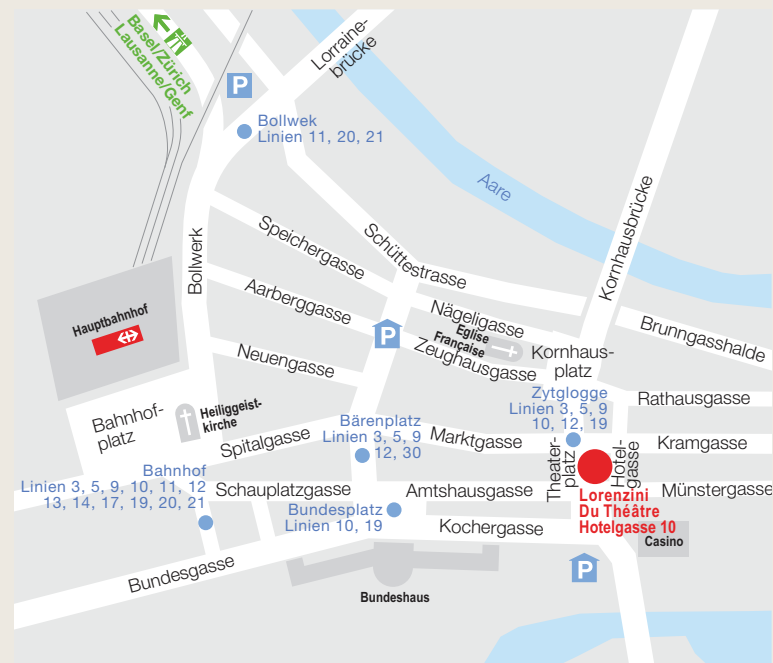 Basel/Zürich
Lausanne/Genf
P
Lorraine-
brücke
Bollwek
Linien 11, 20, 21
Aare
Kornhausbrücke
Bollwerk
Speichergasse
Schüttestrasse
Hauptbahnhof
Aarberggasse
Nägeligasse
Brunngasshalde
P
Eglise
Française
Zeughausgasse
Kornhaus-
platz
Neuengasse
Zytglogge
Linien 3, 5, 9
10, 12, 19
Rathausgasse
Bahnhof-
platz
Heiliggeist-
kirche
Bärenplatz
Linien 3, 5, 9
12, 30
Spitalgasse
Marktgasse
Theater-
platz
Hotel-
gasse
Kramgasse
Bahnhof
Linien 3, 5, 9, 10, 11, 12
13, 14, 17, 19, 20, 21
Schauplatzgasse
Amtshausgasse
Münstergasse
Bundesplatz
Linien 10, 19
Lorenzini
Du Théâtre
Hotelgasse 10
Kochergasse
Casino
Bundesgasse
P
Bundeshaus